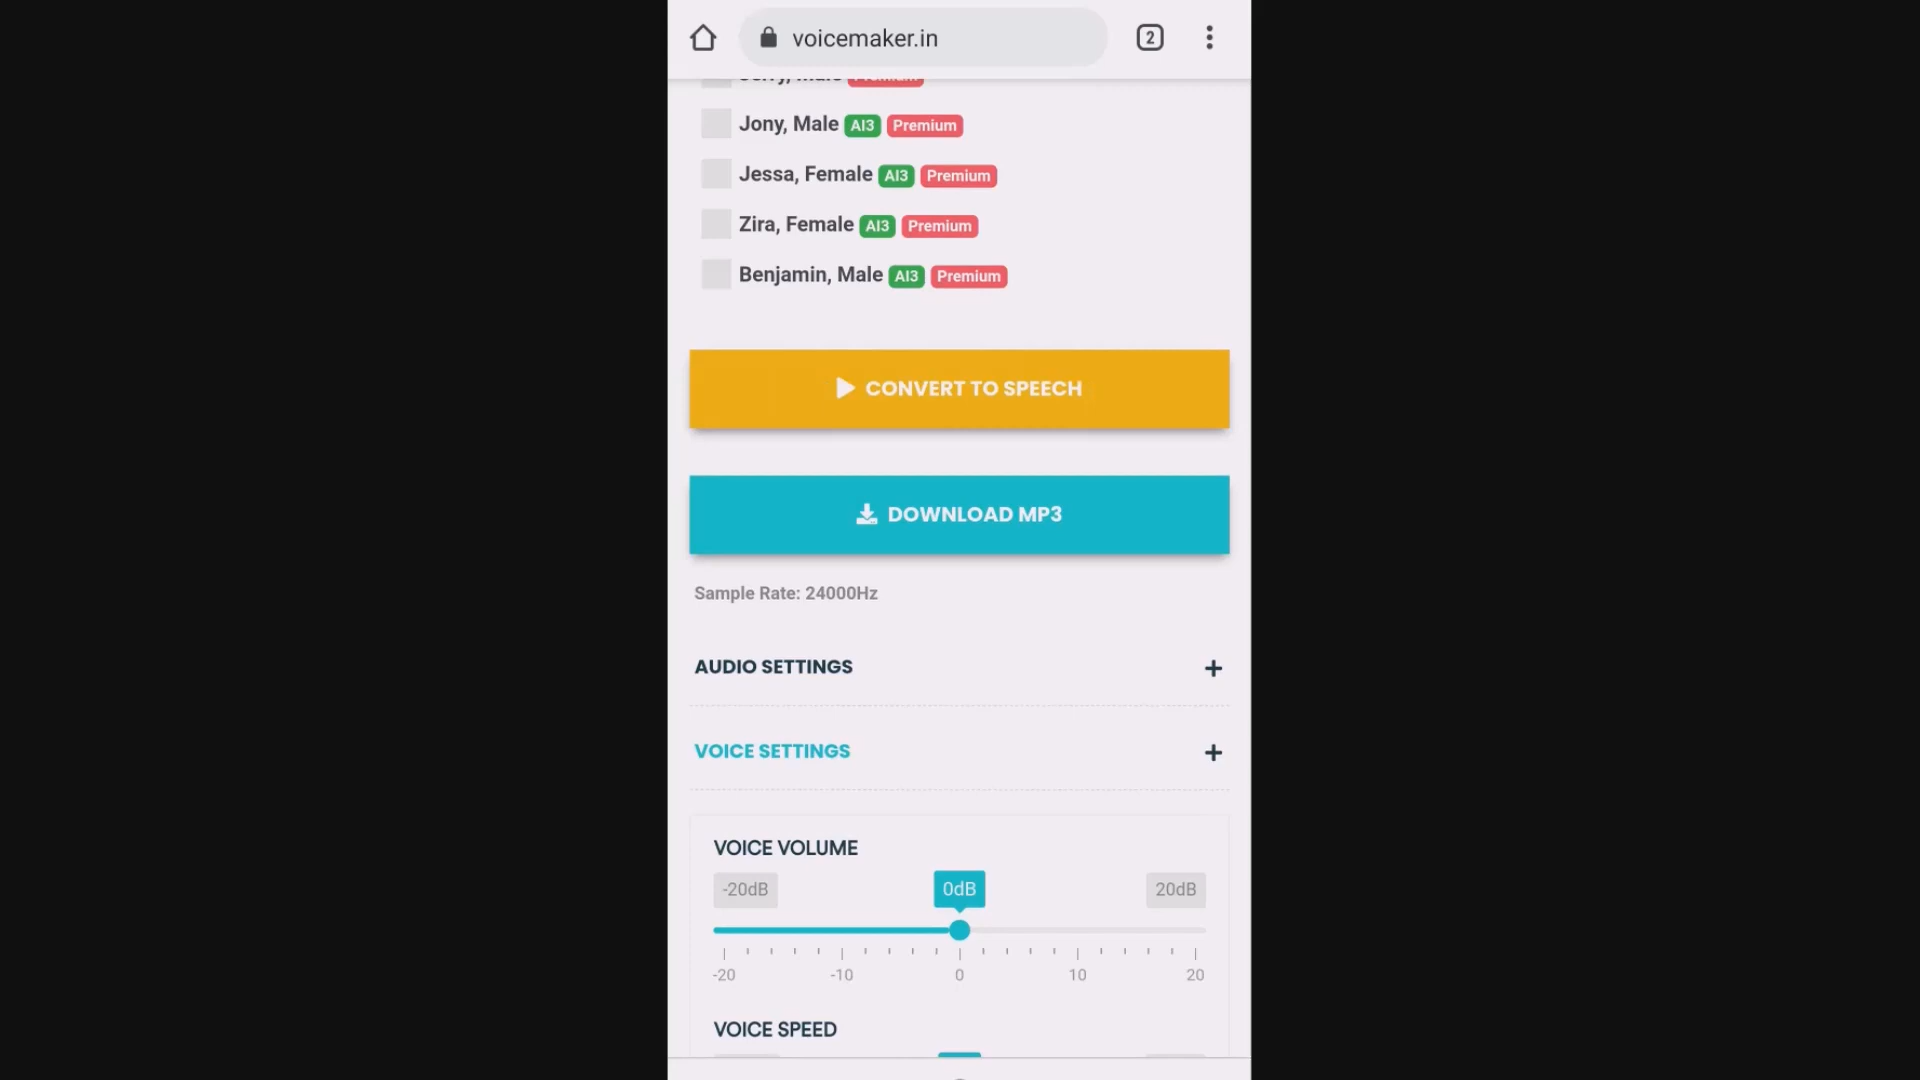 voicemaker.in
2
Jony, Male AI3 Premium
Jessa, Female AI3 Premium
Zira, Female AI3 Premium
Benjamin, Male AI3 Premium
CONVERT TO SPEECH
DOWNLOAD MP3
Sample Rate: 24000Hz
AUDIO SETTINGS +
VOICE SETTINGS +
VOICE VOLUME
-20dB 0dB 20dB
-20 -10 0 10 20
VOICE SPEED